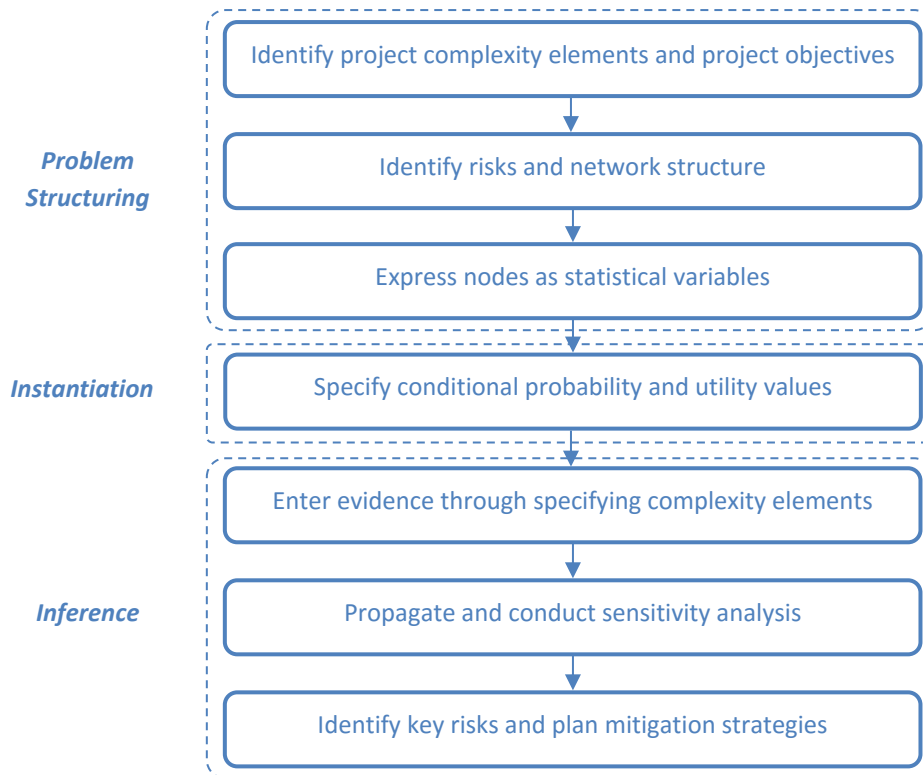 Identify project complexity elements and project objectives
Problem
Structuring
Identify risks and network structure
Express nodes as statistical variables
Instantiation
Specify conditional probability and utility values
Enter evidence through specifying complexity elements
Inference
Propagate and conduct sensitivity analysis
Identify key risks and plan mitigation strategies